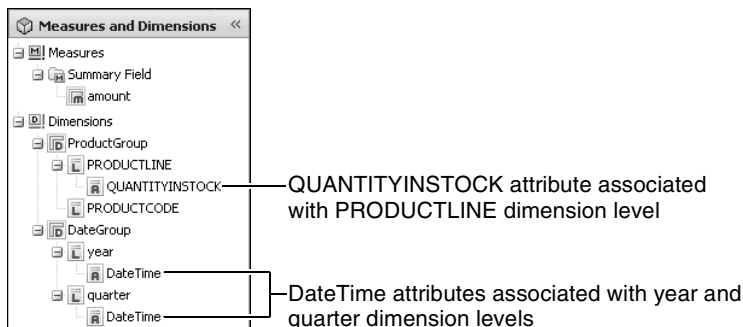 Measures and Dimensions «
Measures
Summary Field
amount
Dimensions
ProductGroup
PRODUCTLINE
QUANTITYINSTOCK
PRODUCTCODE
DateGroup
year
DateTime
quarter
DateTime
QUANTITYINSTOCK attribute associated
with PRODUCTLINE dimension level
DateTime attributes associated with year and
quarter dimension levels